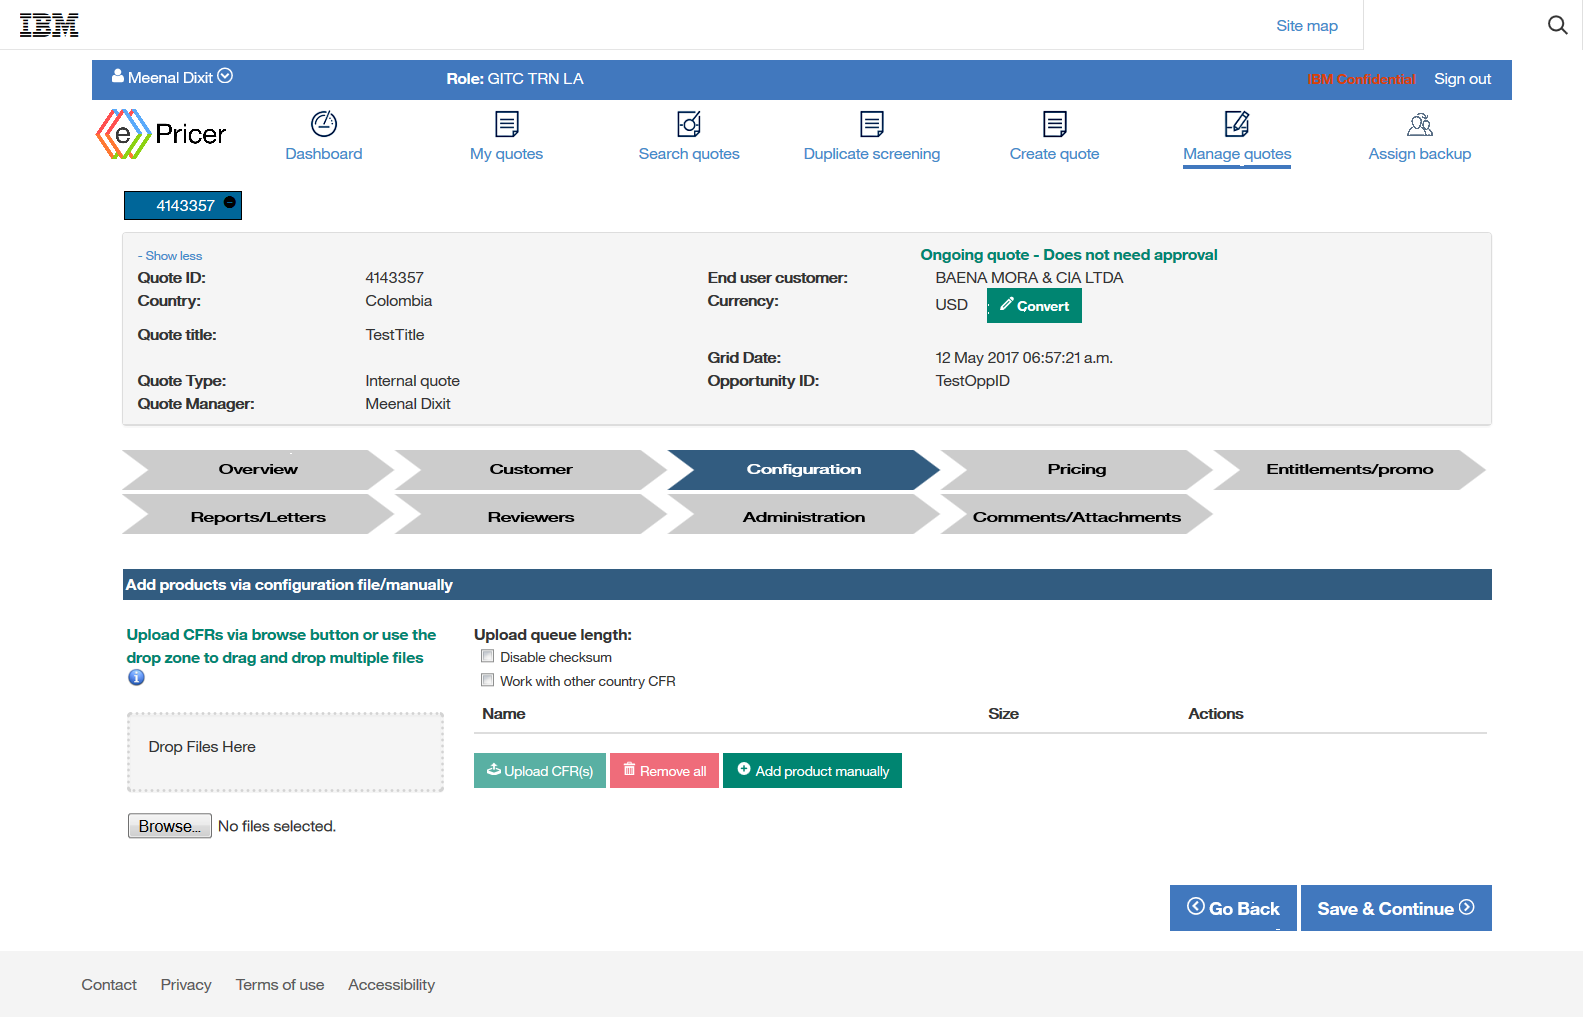 IBM
Site map
Meenal Dixit
Role: GITC TRN LA
IBM Confidential
Sign out
e Pricer
Dashboard
My quotes
Search quotes
Duplicate screening
Create quote
Manage quotes
Assign backup
4143357
- Show less
Ongoing quote - Does not need approval
Quote ID: 4143357
End user customer: BAENA MORA & CIA LTDA
Country: Colombia
Currency: USD
Convert
Quote title: TestTitle
Grid Date: 12 May 2017 06:57:21 a.m.
Quote Type: Internal quote
Opportunity ID: TestOppID
Quote Manager: Meenal Dixit
Overview
Customer
Configuration
Pricing
Entitlements/promo
Reports/Letters
Reviewers
Administration
Comments/Attachments
Add products via configuration file/manually
Upload CFRs via browse button or use the
drop zone to drag and drop multiple files
Upload queue length:
Disable checksum
Work with other country CFR
Name Size Actions
Drop Files Here
Upload CFR(s)
Remove all
Add product manually
Browse... No files selected.
Go Back
Save & Continue
Contact
Privacy
Terms of use
Accessibility